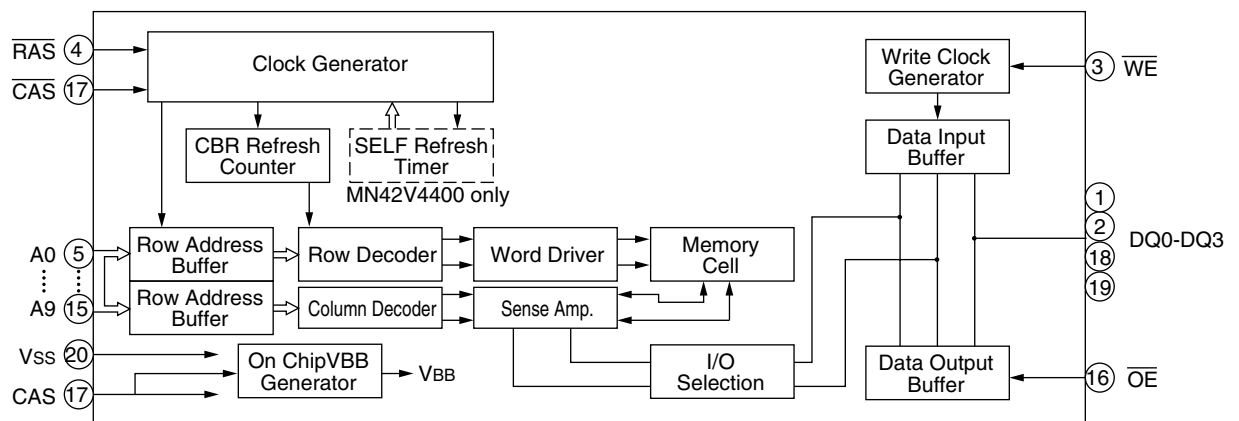 RAS 4
CAS 17
Clock Generator
Write Clock
Generator
3 WE
CBR Refresh
Counter
SELF Refresh
Timer
MN42V4400 only
Data Input
Buffer
1
2
DQ0-DQ3
18
19
A0 5
A9 15
Row Address
Buffer
Row Decoder
Word Driver
Memory
Cell
Row Address
Buffer
Column Decoder
Sense Amp.
VSS 20
CAS 17
On ChipVBB
Generator
VBB
I/O
Selection
Data Output
Buffer
16 OE